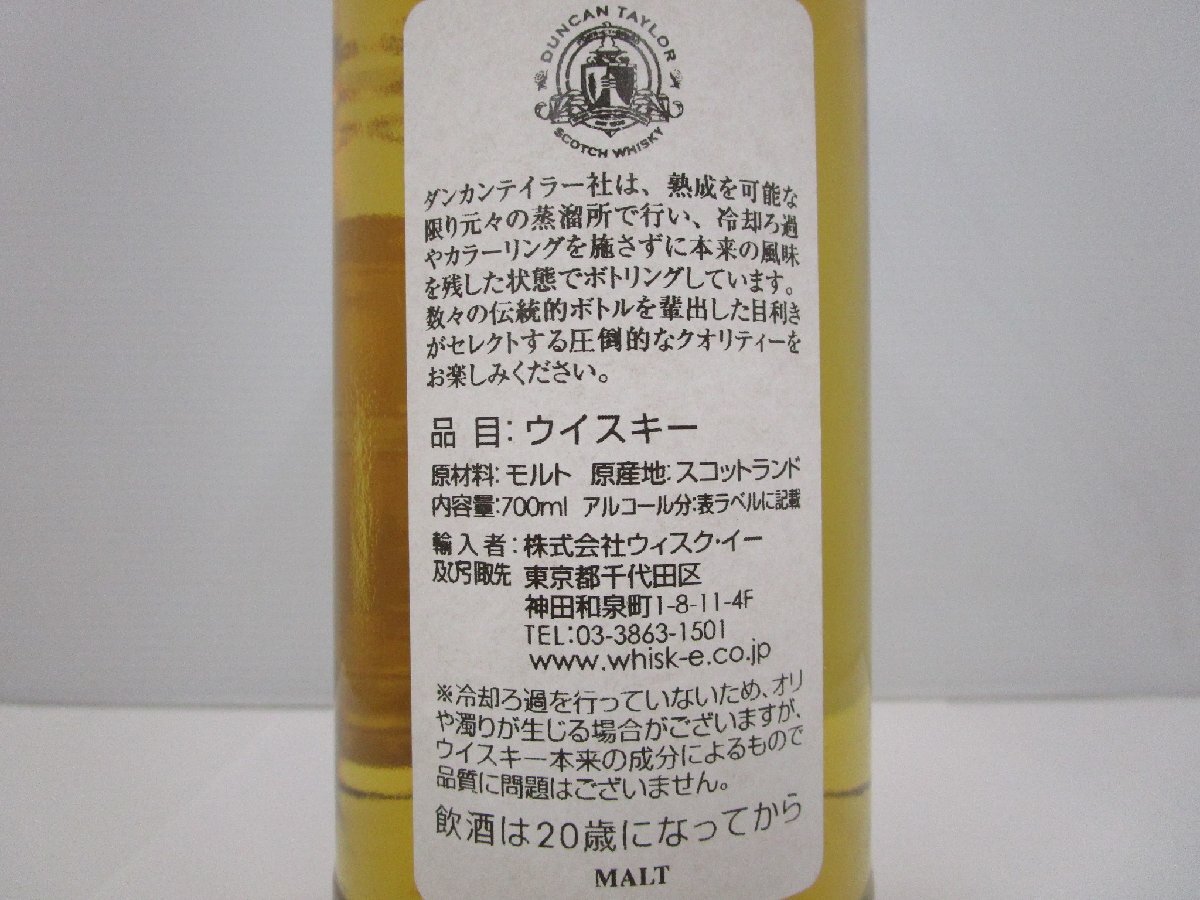 DUNCAN TAYLOR
SCOTCH WHISKY
ダンカンテイラー社は、熟成を可能な
限り元々の蒸溜所で行い、冷却ろ過
やカラーリングを施さずに本来の風味
を残した状態でボトリングしています。
数々の伝統的ボトルを輩出した目利き
がセレクトする圧倒的なクオリティーを
お楽しみください。
品目:ウイスキー
原材料:モルト 原産地:スコットランド
内容量:700ml アルコール分:表ラベルに記載
輸入者:株式会社ウィスク・イー
及び引取先 東京都千代田区
神田和泉町1-8-11-4F
TEL:03-3863-1501
www.whisk-e.co.jp
※冷却ろ過を行っていないため、オリ
や濁りが生じる場合がございますが、
ウイスキー本来の成分によるもので
品質に問題はございません。
飲酒は20歳になってから
MALT